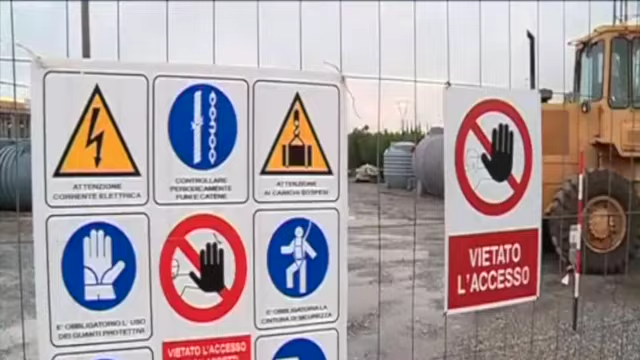 ATTENZIONE
CORRENTE ELETTRICA
CONTROLLARE
PERIODICAMENTE
FUNI E CATENE
ATTENZIONE
AI CARICHI SOSPESI
E' OBBLIGATORIO L'USO
DEI GUANTI PROTETTIVI
VIETATO L'ACCESSO
E' OBBLIGATORIA LA
CINTURA DI SICUREZZA
VIETATO
L'ACCESSO